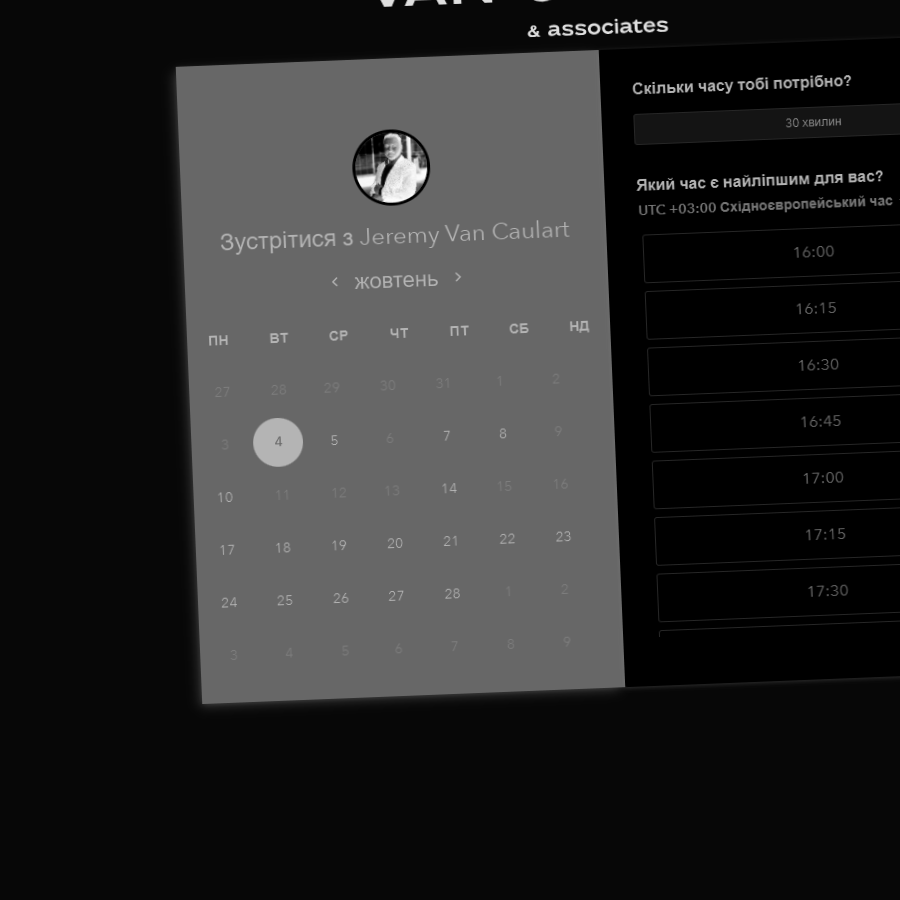 & associates
Зустрітися з Jeremy Van Caulart
‹ жовтень ›
ПН ВТ СР ЧТ ПТ СБ НД
27 28 29 30 31 1 2
3 4 5 6 7 8 9
10 11 12 13 14 15 16
17 18 19 20 21 22 23
24 25 26 27 28 1 2
3 4 5 6 7 8 9
Скільки часу тобі потрібно?
30 хвилин
Який час є найліпшим для вас?
UTC +03:00 Східноєвропейський час
16:00
16:15
16:30
16:45
17:00
17:15
17:30